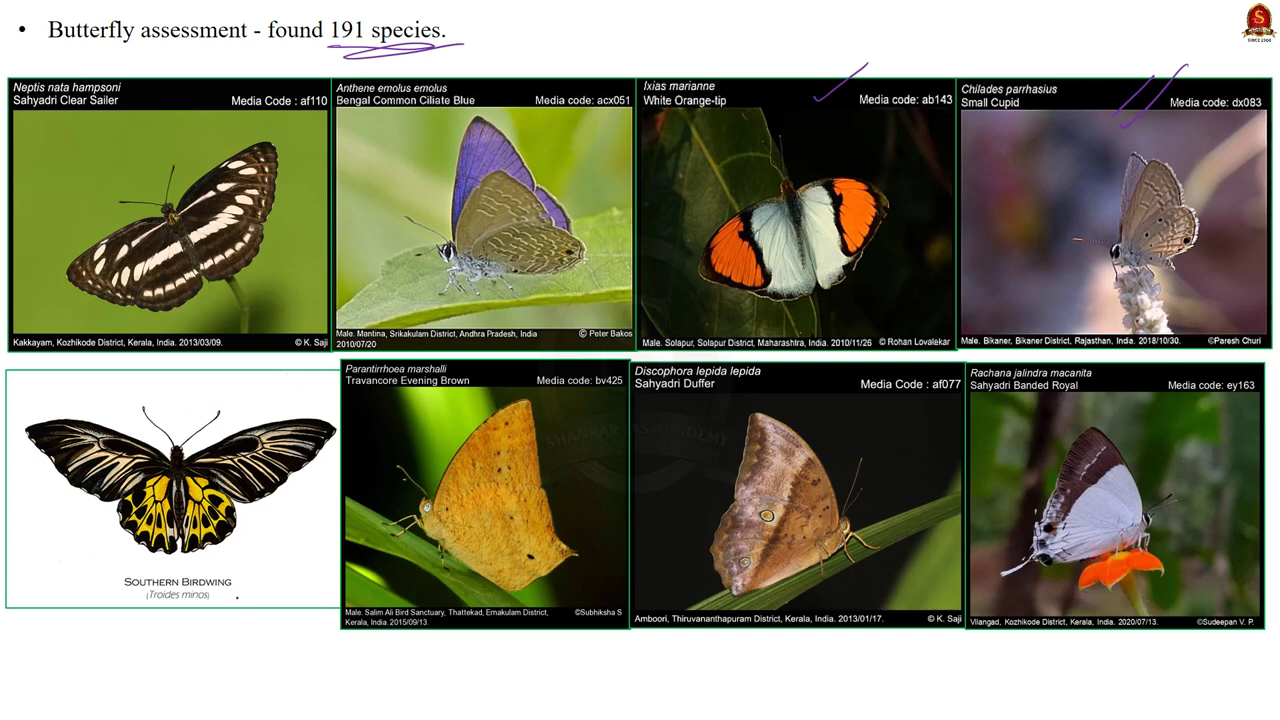 • Butterfly assessment - found 191 species.
S
SINCE 2004
Neptis nata hampsoni
Sahyadri Clear Sailer Media Code : af110
Kakkayam, Kozhikode District, Kerala, India. 2013/03/09. © K. Saji
Anthene emolus emolus
Bengal Common Ciliate Blue Media code: acx051
Male. Mantina, Srikakulam District, Andhra Pradesh, India © Peter Bakos
2010/07/20
Ixias marianne
White Orange-tip Media code: ab143
Male. Solapur, Solapur District, Maharashtra, India. 2010/11/26 © Rohan Lovalekar
Chilades parrhasius
Small Cupid Media code: dx083
Male. Bikaner, Bikaner District, Rajasthan, India. 2018/10/30. ©Paresh Churi
SOUTHERN BIRDWING
(Troides minos)
Parantirrhoea marshalli
Travancore Evening Brown Media code: bv425
Male. Salim Ali Bird Sanctuary, Thattekad, Ernakulam District, ©Subhiksha S
Kerala, India. 2015/09/13.
Discophora lepida lepida
Sahyadri Duffer Media Code : af077
SHANKAR IAS ACADEMY
Amboori, Thiruvananthapuram District, Kerala, India. 2013/01/17. © K. Saji
Rachana jalindra macanita
Sahyadri Banded Royal Media code: ey163
Vilangad, Kozhikode District, Kerala, India. 2020/07/13. ©Sudeepan V. P.